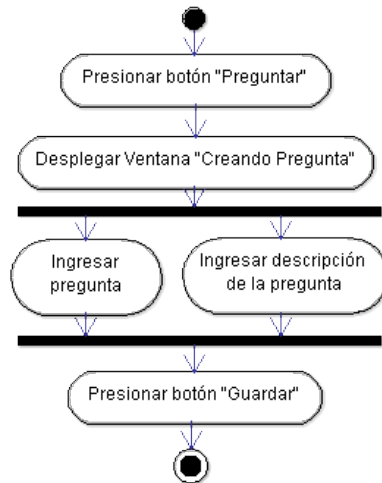 Presionar botón "Preguntar"
Desplegar Ventana "Creando Pregunta"
Ingresar
pregunta
Ingresar descripción
de la pregunta
Presionar botón "Guardar"